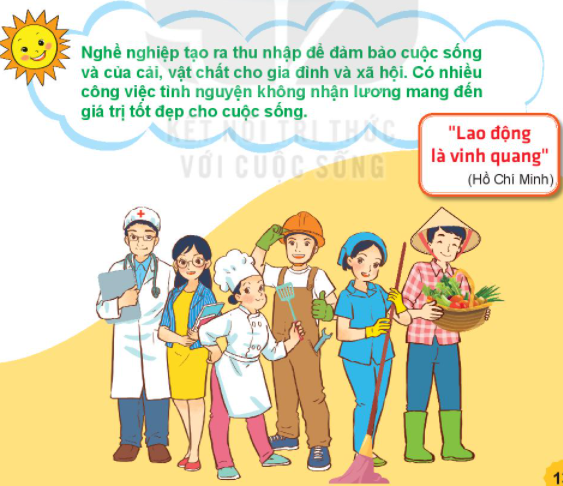 Nghề nghiệp tạo ra thu nhập để đảm bảo cuộc sống
và của cải, vật chất cho gia đình và xã hội. Có nhiều
công việc tình nguyện không nhận lương mang đến
giá trị tốt đẹp cho cuộc sống.
KẾT NỐI TRI THỨC
VỚI CUỘC SỐNG
"Lao động
là vinh quang"
(Hồ Chí Minh)